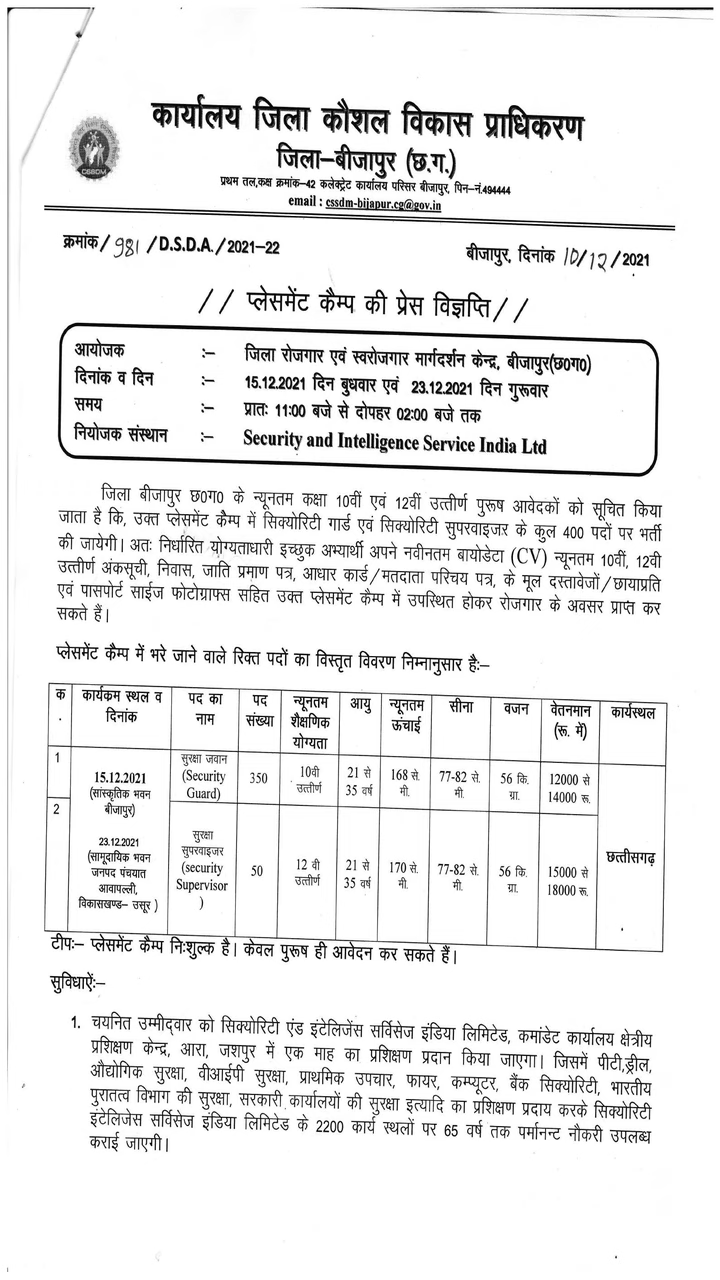 कार्यालय जिला कौशल विकास प्राधिकरण
जिला–बीजापुर (छ.ग.)
प्रथम तल,कक्ष क्रमांक–42 कलेक्ट्रेट कार्यालय परिसर बीजापुर, पिन–नं.494444
email : cssdm-bijapur.cg@gov.in
CSSDM
क्रमांक/ 981 /D.S.D.A./2021–22
बीजापुर, दिनांक 10/12/2021
// प्लेसमेंट कैम्प की प्रेस विज्ञप्ति//
आयोजक :– जिला रोजगार एवं स्वरोजगार मार्गदर्शन केन्द्र, बीजापुर(छ0ग0)
दिनांक व दिन :– 15.12.2021 दिन बुधवार एवं 23.12.2021 दिन गुरूवार
समय :– प्रातः 11:00 बजे से दोपहर 02:00 बजे तक
नियोजक संस्थान :– Security and Intelligence Service India Ltd
जिला बीजापुर छ0ग0 के न्यूनतम कक्षा 10वीं एवं 12वीं उत्तीर्ण पुरूष आवेदकों को सूचित किया
जाता है कि, उक्त प्लेसमेंट कैम्प में सिक्योरिटी गार्ड एवं सिक्योरिटी सुपरवाइजर के कुल 400 पदों पर भर्ती
की जायेगी। अतः निर्धारित योग्यताधारी इच्छुक अभ्यार्थी अपने नवीनतम बायोडेटा (CV) न्यूनतम 10वीं, 12वी
उत्तीर्ण अंकसूची, निवास, जाति प्रमाण पत्र, आधार कार्ड/मतदाता परिचय पत्र, के मूल दस्तावेजों/छायाप्रति
एवं पासपोर्ट साईज फोटोग्राफ्स सहित उक्त प्लेसमेंट कैम्प में उपस्थित होकर रोजगार के अवसर प्राप्त कर
सकते हैं।
प्लेसमेंट कैम्प में भरे जाने वाले रिक्त पदों का विस्तृत विवरण निम्नानुसार है:–
क . कार्यकम स्थल व दिनांक पद का नाम पद संख्या न्यूनतम शैक्षणिक योग्यता आयु न्यूनतम ऊंचाई सीना वजन वेतनमान (रू. में) कार्यस्थल
1 15.12.2021 (सांस्कृतिक भवन बीजापुर) सुरक्षा जवान (Security Guard) 350 10वी उत्तीर्ण 21 से 35 वर्ष 168 से. मी. 77-82 से. मी. 56 कि. ग्रा. 12000 से 14000 रू. छत्तीसगढ़
2 23.12.2021 (सामूदायिक भवन जनपद पंचयात आवापल्ली, विकासखण्ड– उसूर ) सुरक्षा सुपरवाइजर (security Supervisor ) 50 12 वी उत्तीर्ण 21 से 35 वर्ष 170 से. मी. 77-82 से. मी. 56 कि. ग्रा. 15000 से 18000 रू.
टीपः– प्लेसमेंट कैम्प निःशुल्क है। केवल पुरूष ही आवेदन कर सकते हैं।
सुविधाऐं:–
1. चयनित उम्मीद्वार को सिक्योरिटी एंड इंटेलिजेंस सर्विसेज इंडिया लिमिटेड, कमांडेट कार्यालय क्षेत्रीय
प्रशिक्षण केन्द्र, आरा, जशपुर में एक माह का प्रशिक्षण प्रदान किया जाएगा। जिसमें पीटी,ड्रील,
औद्योगिक सुरक्षा, वीआईपी सुरक्षा, प्राथमिक उपचार, फायर, कम्प्यूटर, बैंक सिक्योरिटी, भारतीय
पुरातत्व विभाग की सुरक्षा, सरकारी कार्यालयों की सुरक्षा इत्यादि का प्रशिक्षण प्रदाय करके सिक्योरिटी
इंटेलिजेस सर्विसेज इंडिया लिमिटेड के 2200 कार्य स्थलों पर 65 वर्ष तक पर्मानन्ट नौकरी उपलब्ध
कराई जाएगी।